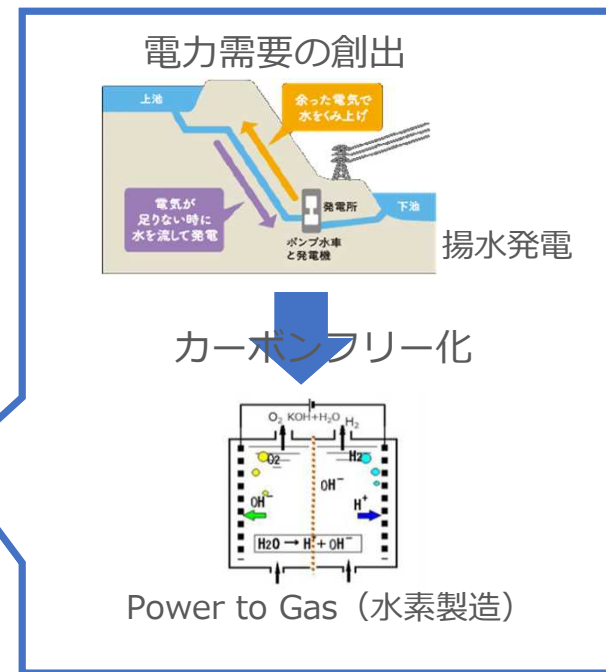 電力需要の創出
上池
余った電気で
水をくみ上げ
電気が
足りない時に
水を流して発電
発電所
下池
ポンプ水車
と発電機
揚水発電
カーボンフリー化
O₂ KOH+H₂O H₂
O2 H2
OH⁻
OH⁻ H⁺
H2O → H⁺ + OH⁻
Power to Gas（水素製造）